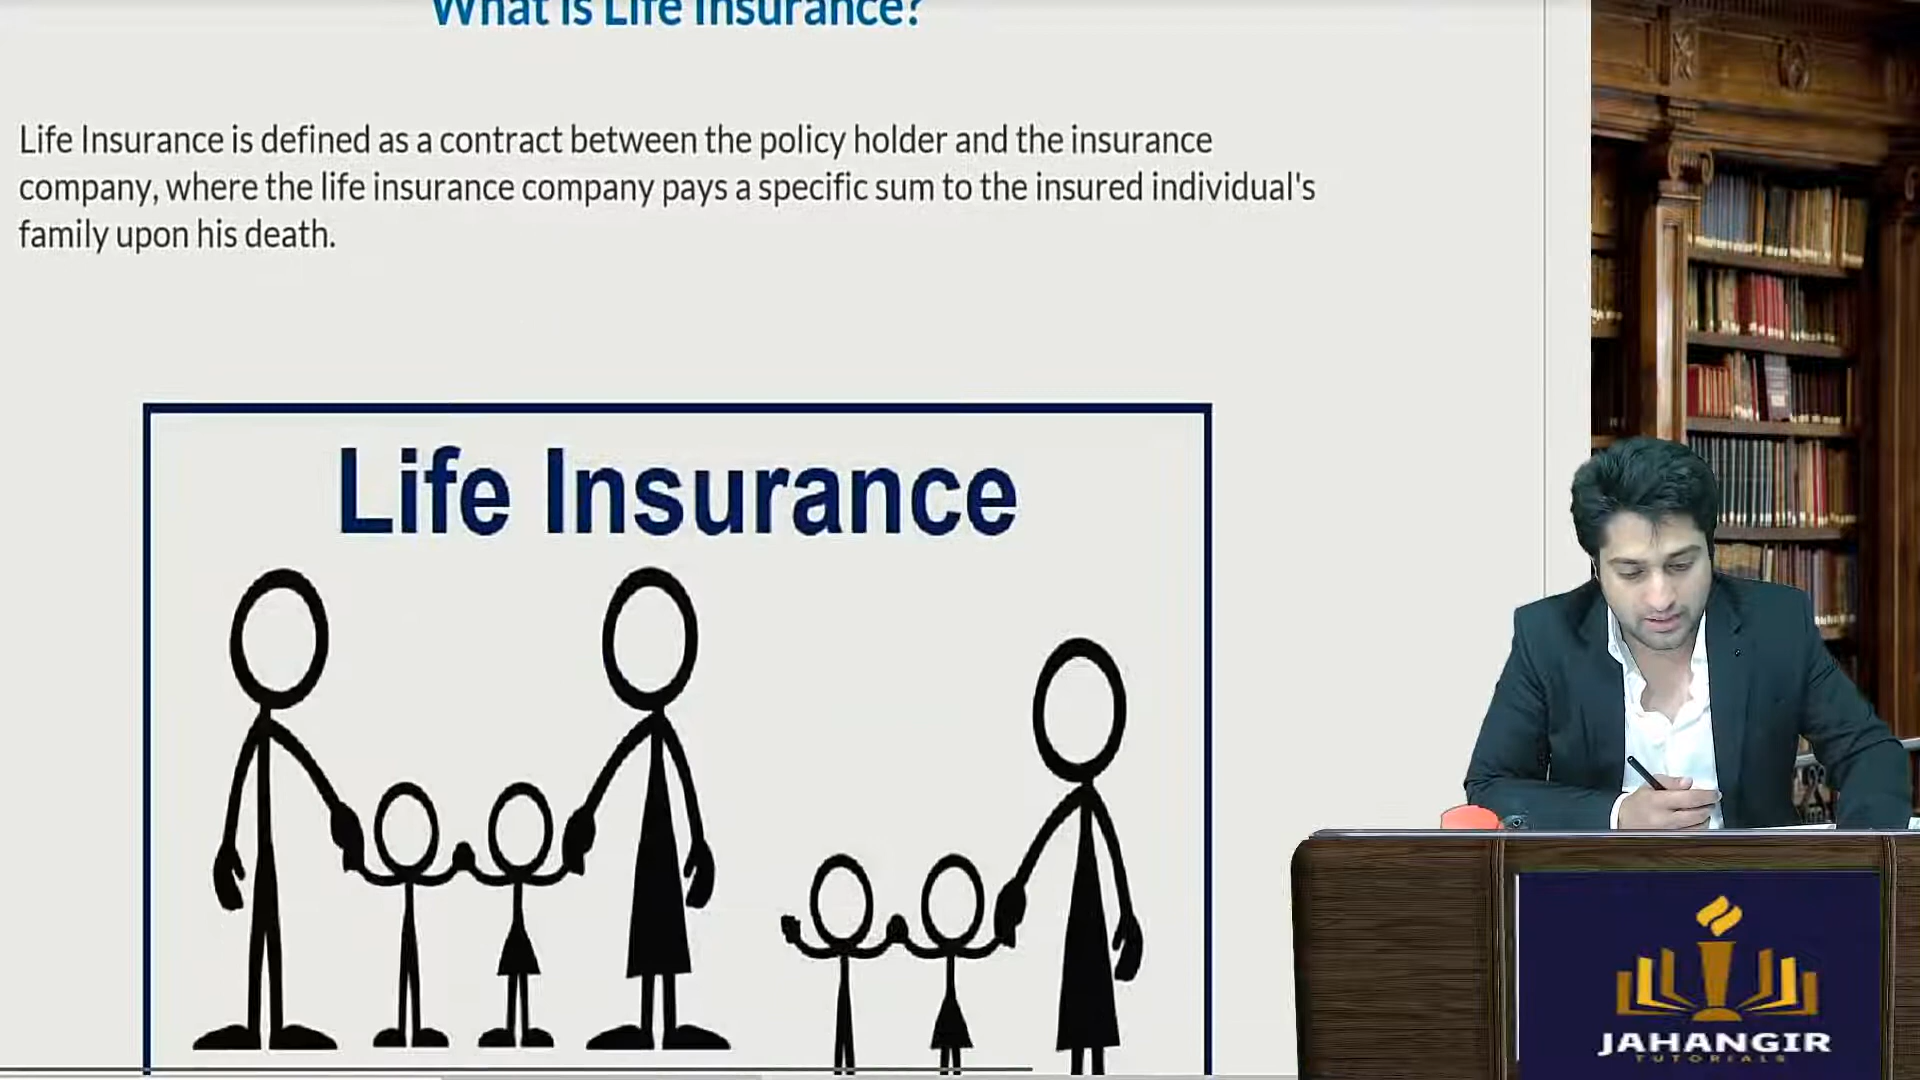 What is Life Insurance?
Life Insurance is defined as a contract between the policy holder and the insurance
company, where the life insurance company pays a specific sum to the insured individual's
family upon his death.
Life Insurance
JAHANGIR
TUTORIALS